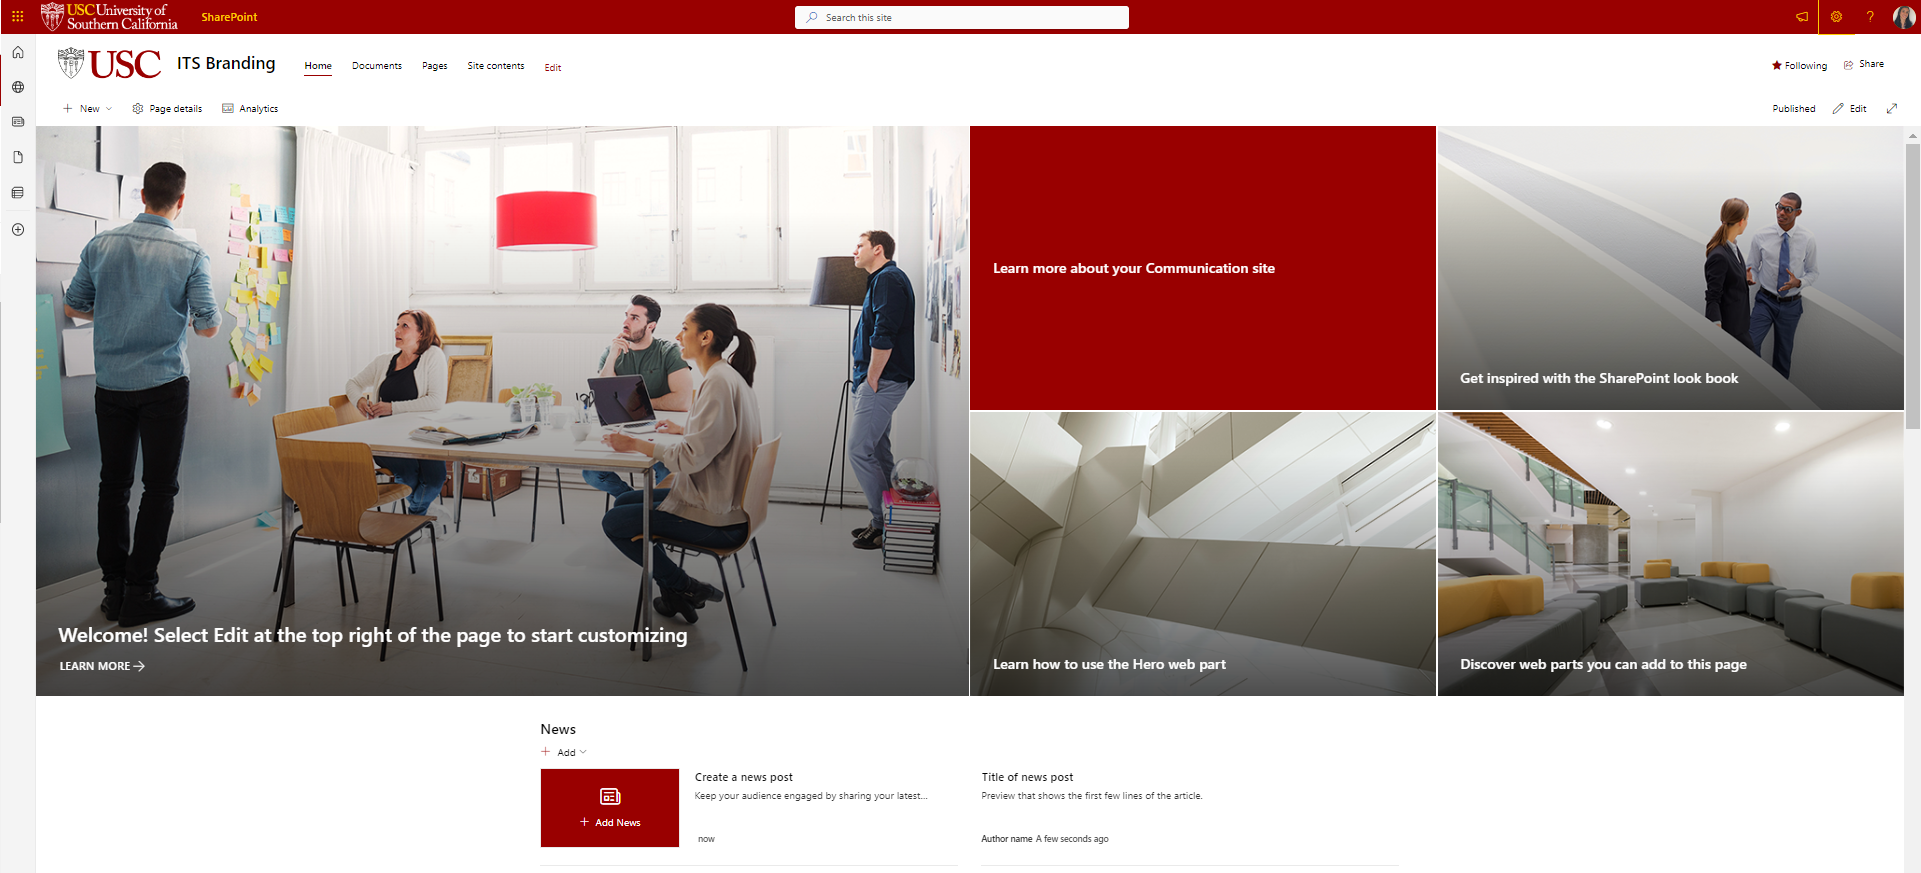 USC University of
Southern California
SharePoint
Search this site
?
USC
ITS Branding
Home
Documents
Pages
Site contents
Edit
Following
Share
New
Page details
Analytics
Published
Edit
Learn more about your Communication site
Get inspired with the SharePoint look book
Welcome! Select Edit at the top right of the page to start customizing
LEARN MORE
Learn how to use the Hero web part
Discover web parts you can add to this page
News
Add
Add News
Create a news post
Keep your audience engaged by sharing your latest...
now
Title of news post
Preview that shows the first few lines of the article.
Author name A few seconds ago